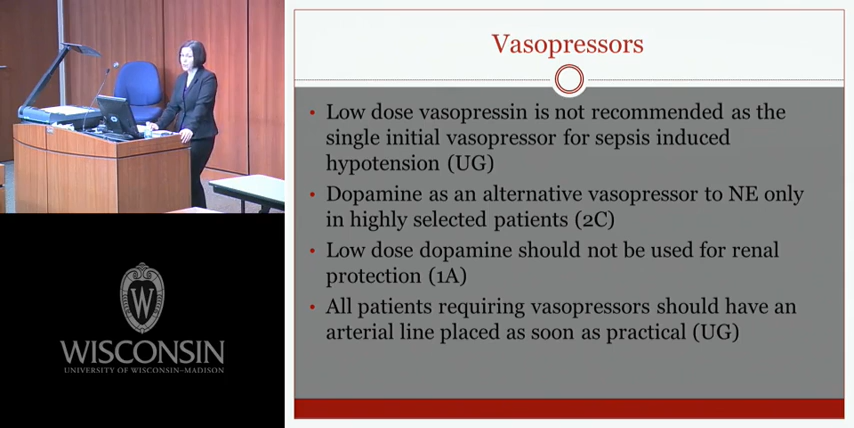 Vasopressors
• Low dose vasopressin is not recommended as the
single initial vasopressor for sepsis induced
hypotension (UG)
• Dopamine as an alternative vasopressor to NE only
in highly selected patients (2C)
• Low dose dopamine should not be used for renal
protection (1A)
• All patients requiring vasopressors should have an
arterial line placed as soon as practical (UG)
W
WISCONSIN
UNIVERSITY OF WISCONSIN–MADISON